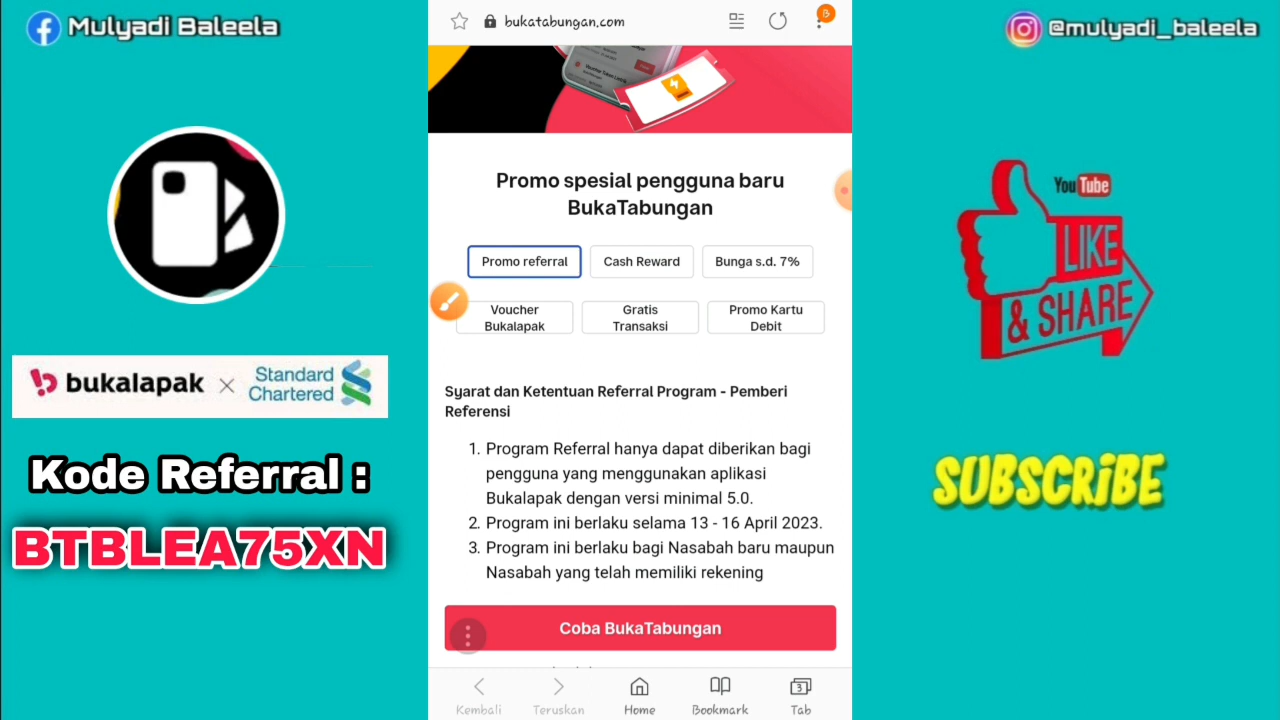 Mulyadi Baleela
@mulyadi_baleela
bukatabungan.com
B
Promo spesial pengguna baru
BukaTabungan
Promo referral
Cash Reward
Bunga s.d. 7%
Voucher
Bukalapak
Gratis
Transaksi
Promo Kartu
Debit
Syarat dan Ketentuan Referral Program - Pemberi
Referensi
1. Program Referral hanya dapat diberikan bagi
pengguna yang menggunakan aplikasi
Bukalapak dengan versi minimal 5.0.
2. Program ini berlaku selama 13 - 16 April 2023.
3. Program ini berlaku bagi Nasabah baru maupun
Nasabah yang telah memiliki rekening
Coba BukaTabungan
Kembali
Teruskan
Home
Bookmark
3
Tab
bukalapak × Standard
Chartered
Kode Referral :
BTBLEA75XN
You Tube
LIKE
& SHARE
SUBSCRiBE